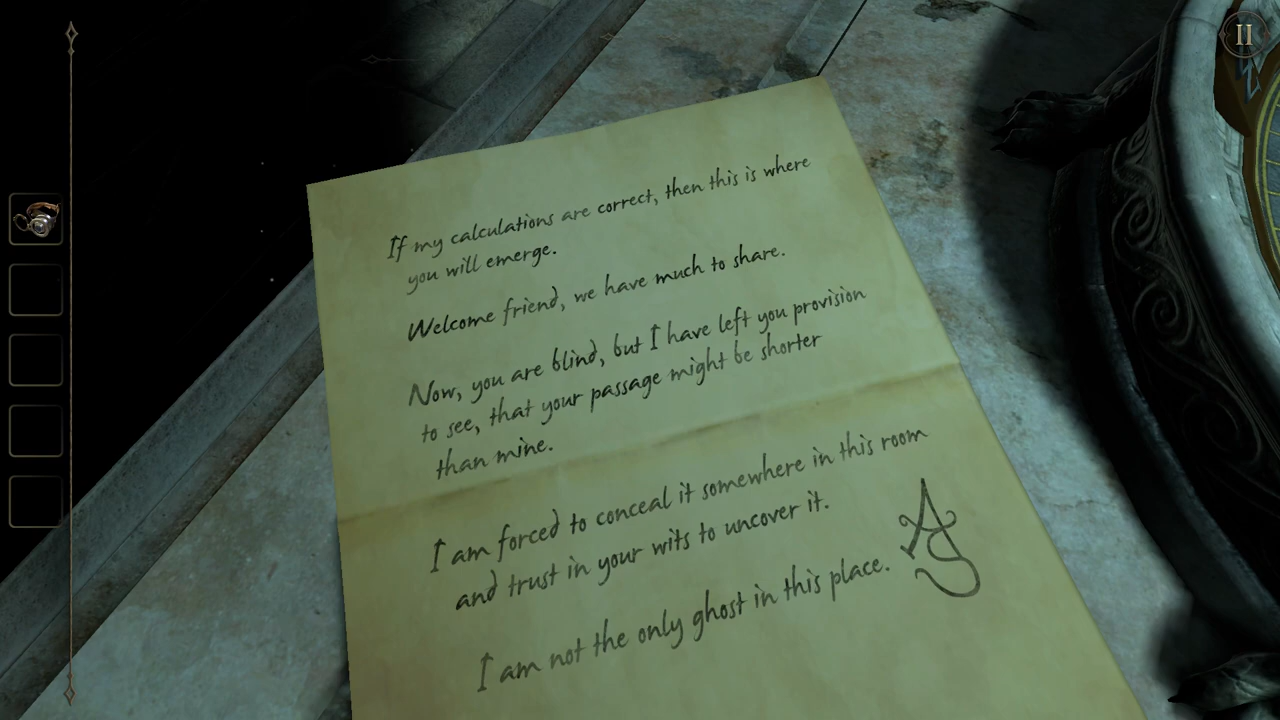 II
If my calculations are correct, then this is where
you will emerge.
Welcome friend, we have much to share.
Now, you are blind, but I have left you provision
to see, that your passage might be shorter
than mine.
I am forced to conceal it somewhere in this room
and trust in your wits to uncover it.
I am not the only ghost in this place.
AS